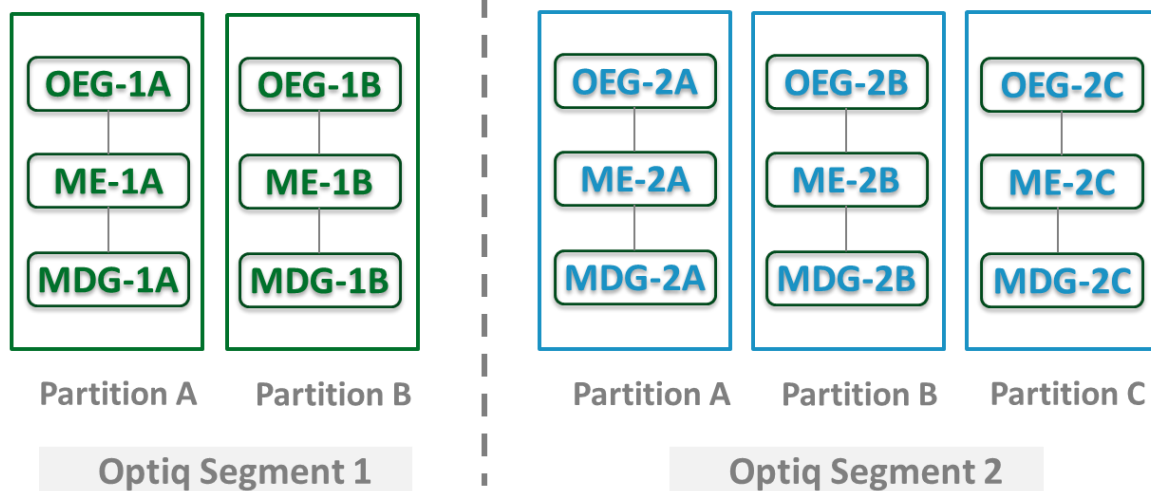 OEG-1A
ME-1A
MDG-1A
Partition A
OEG-1B
ME-1B
MDG-1B
Partition B
Optiq Segment 1
OEG-2A
ME-2A
MDG-2A
Partition A
OEG-2B
ME-2B
MDG-2B
Partition B
OEG-2C
ME-2C
MDG-2C
Partition C
Optiq Segment 2